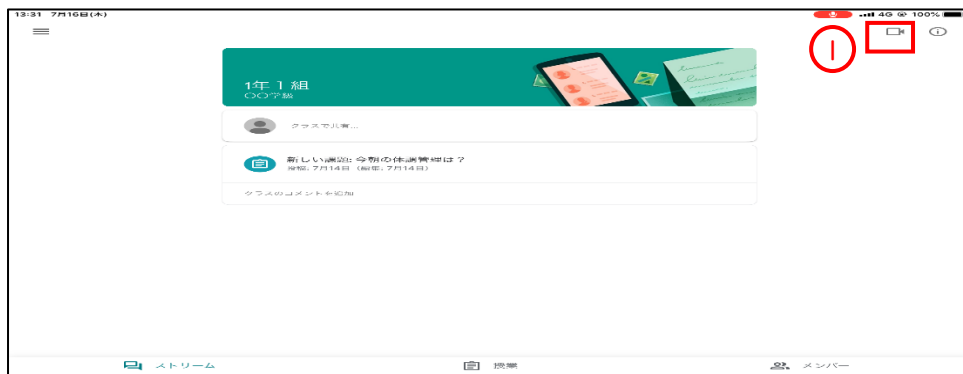 13:31 7月16日(木)
4G 100%
①
1年1組
〇〇学級
クラスで共有...
新しい課題: 今朝の体調管理は？
投稿: 7月14日 (編集: 7月14日)
クラスのコメントを追加
ストリーム
授業
メンバー